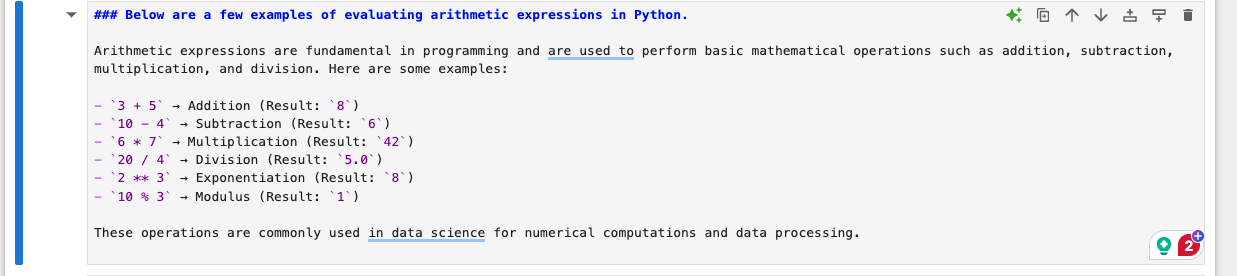 ### Below are a few examples of evaluating arithmetic expressions in Python.
Arithmetic expressions are fundamental in programming and are used to perform basic mathematical operations such as addition, subtraction,
multiplication, and division. Here are some examples:
- `3 + 5` → Addition (Result: `8`)
- `10 - 4` → Subtraction (Result: `6`)
- `6 * 7` → Multiplication (Result: `42`)
- `20 / 4` → Division (Result: `5.0`)
- `2 ** 3` → Exponentiation (Result: `8`)
- `10 % 3` → Modulus (Result: `1`)
These operations are commonly used in data science for numerical computations and data processing.
2